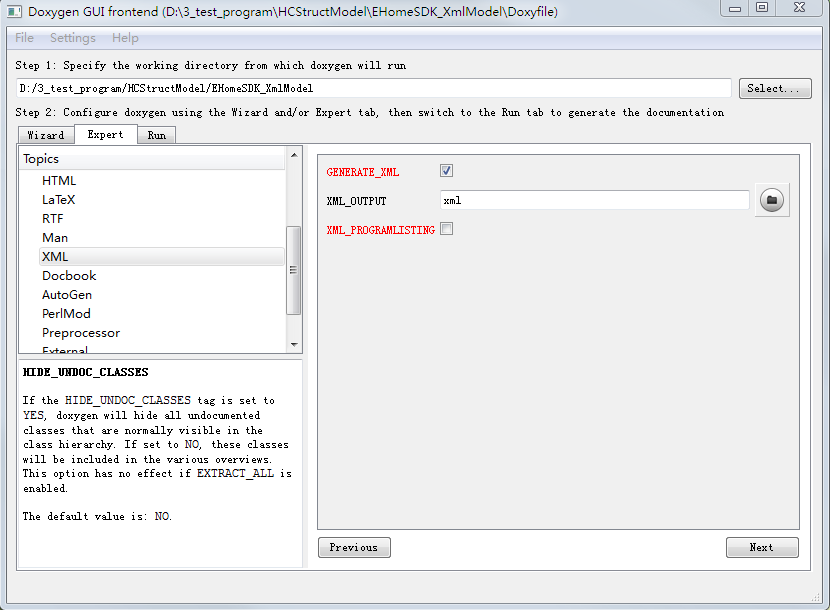 Doxygen GUI frontend (D:\3_test_program\HCStructModel\EHomeSDK_XmlModel\Doxyfile)
File Settings Help
Step 1: Specify the working directory from which doxygen will run
D:/3_test_program/HCStructModel/EHomeSDK_XmlModel
Select...
Step 2: Configure doxygen using the Wizard and/or Expert tab, then switch to the Run tab to generate the documentation
Wizard Expert Run
Topics
HTML
LaTeX
RTF
Man
XML
Docbook
AutoGen
PerlMod
Preprocessor
External
HIDE_UNDOC_CLASSES
If the HIDE_UNDOC_CLASSES tag is set to
YES, doxygen will hide all undocumented
classes that are normally visible in the
class hierarchy. If set to NO, these classes
will be included in the various overviews.
This option has no effect if EXTRACT_ALL is
enabled.
The default value is: NO.
GENERATE_XML
XML_OUTPUT xml
XML_PROGRAMLISTING
Previous Next